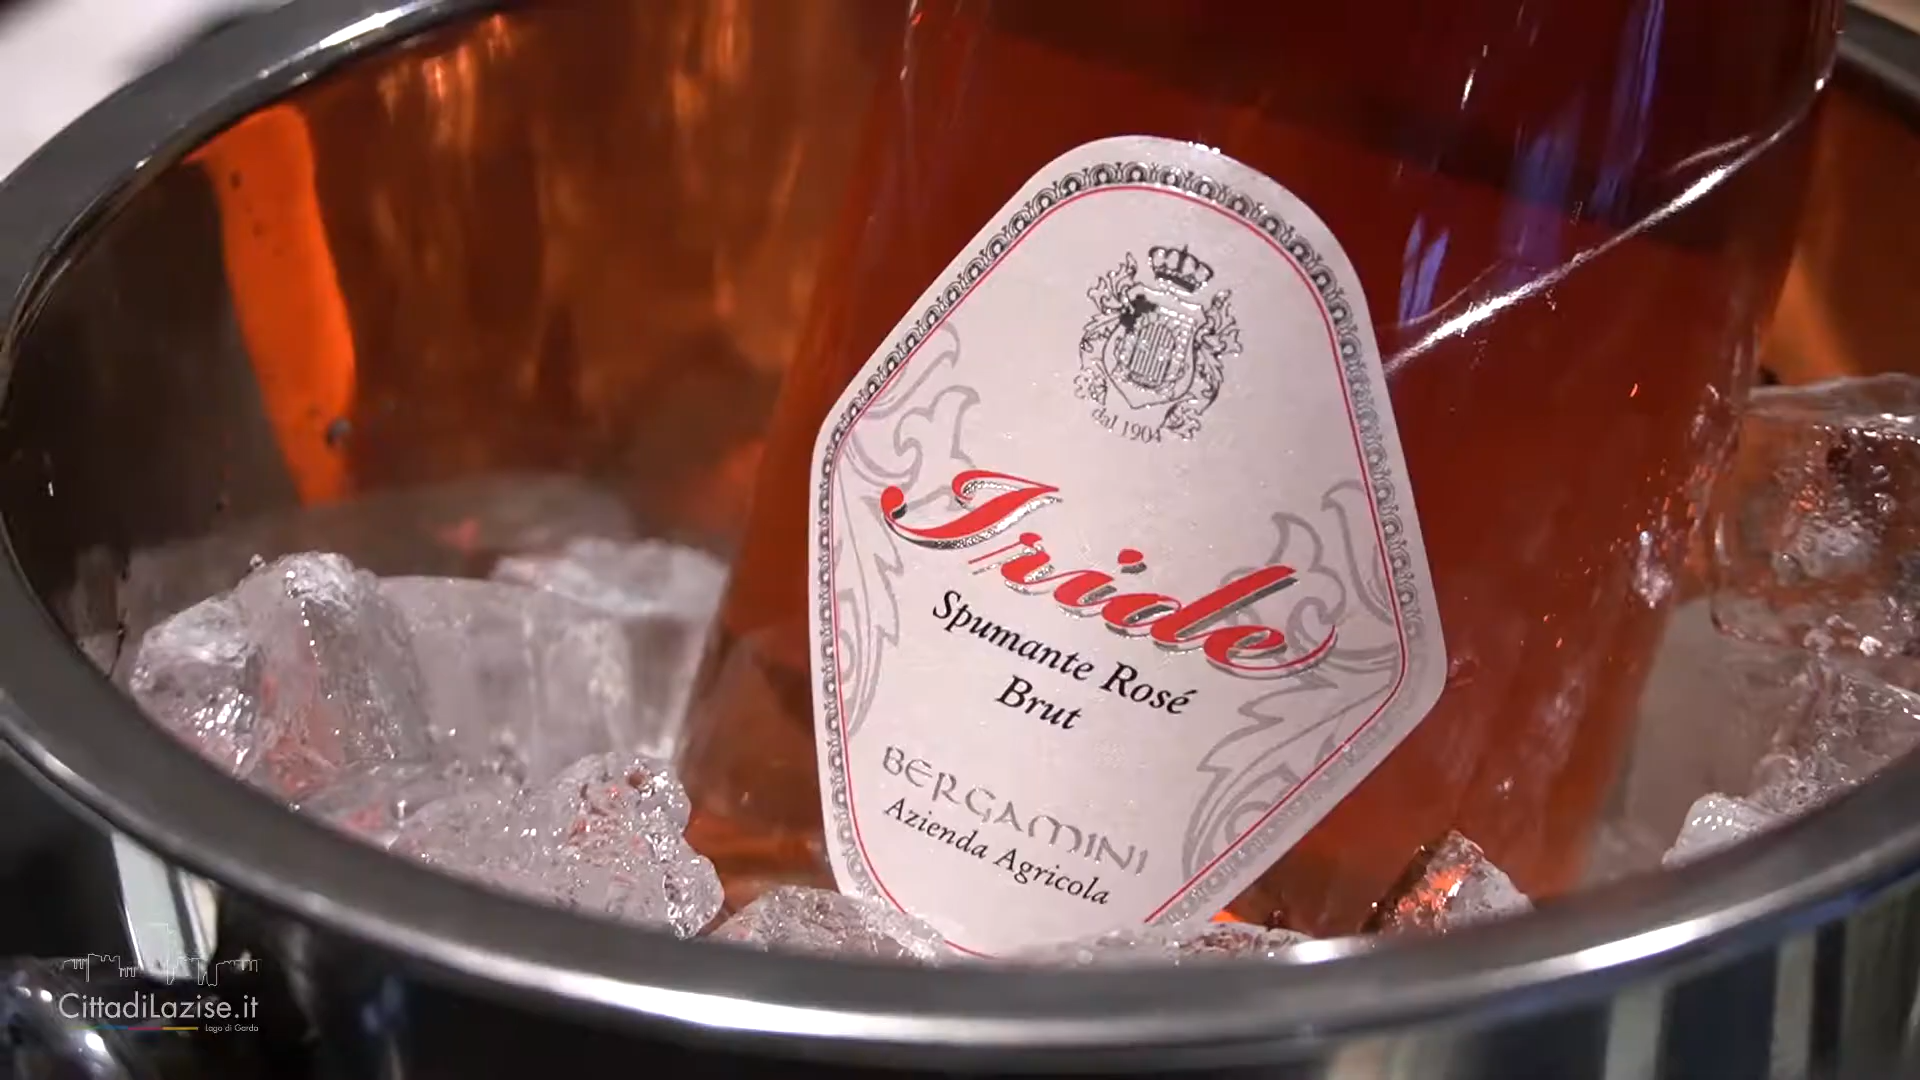 dal 1904
Iride
Spumante Rosé
Brut
BERGAMINI
Azienda Agricola
CittadiLazise.it
Lago di Garda